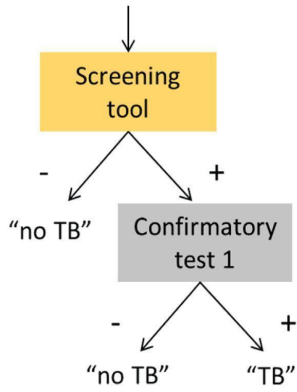 Screening
tool
- +
“no TB”
Confirmatory
test 1
- +
“no TB” “TB”